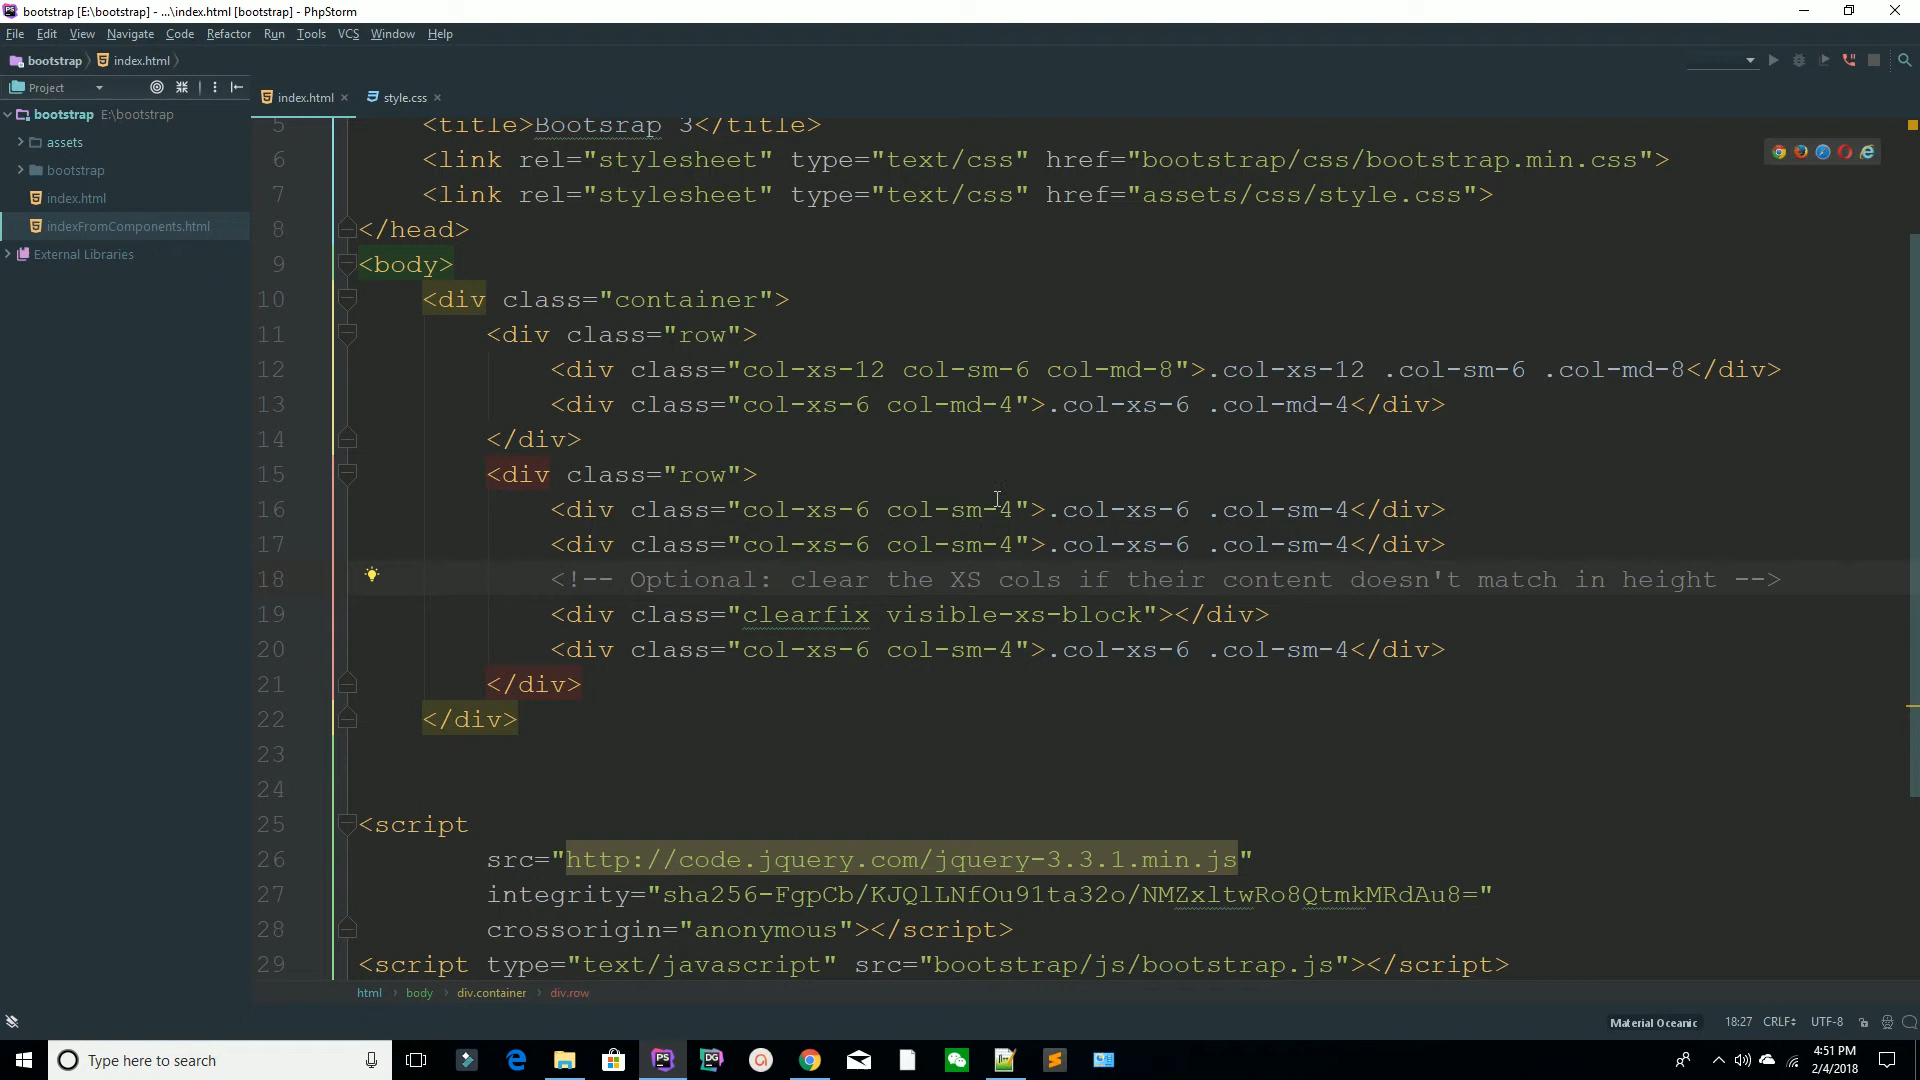 bootstrap [E:\bootstrap] - ...\index.html [bootstrap] - PhpStorm
File Edit View Navigate Code Refactor Run Tools VCS Window Help
bootstrap index.html
Project
index.html style.css
bootstrap E:\bootstrap
assets
bootstrap
index.html
indexFromComponents.html
External Libraries
5 <title>Bootsrap 3</title>
6 <link rel="stylesheet" type="text/css" href="bootstrap/css/bootstrap.min.css">
7 <link rel="stylesheet" type="text/css" href="assets/css/style.css">
8 </head>
9 <body>
10 <div class="container">
11 <div class="row">
12 <div class="col-xs-12 col-sm-6 col-md-8">.col-xs-12 .col-sm-6 .col-md-8</div>
13 <div class="col-xs-6 col-md-4">.col-xs-6 .col-md-4</div>
14 </div>
15 <div class="row">
16 <div class="col-xs-6 col-sm-4">.col-xs-6 .col-sm-4</div>
17 <div class="col-xs-6 col-sm-4">.col-xs-6 .col-sm-4</div>
18 <!-- Optional: clear the XS cols if their content doesn't match in height -->
19 <div class="clearfix visible-xs-block"></div>
20 <div class="col-xs-6 col-sm-4">.col-xs-6 .col-sm-4</div>
21 </div>
22 </div>
23
24
25 <script
26 src="http://code.jquery.com/jquery-3.3.1.min.js"
27 integrity="sha256-FgpCb/KJQlLNfOu91ta32o/NMZxltwRo8QtmkMRdAu8="
28 crossorigin="anonymous"></script>
29 <script type="text/javascript" src="bootstrap/js/bootstrap.js"></script>
html body div.container div.row
Material Oceanic 18:27 CRLF UTF-8
Type here to search
PS DG
4:51 PM
2/4/2018